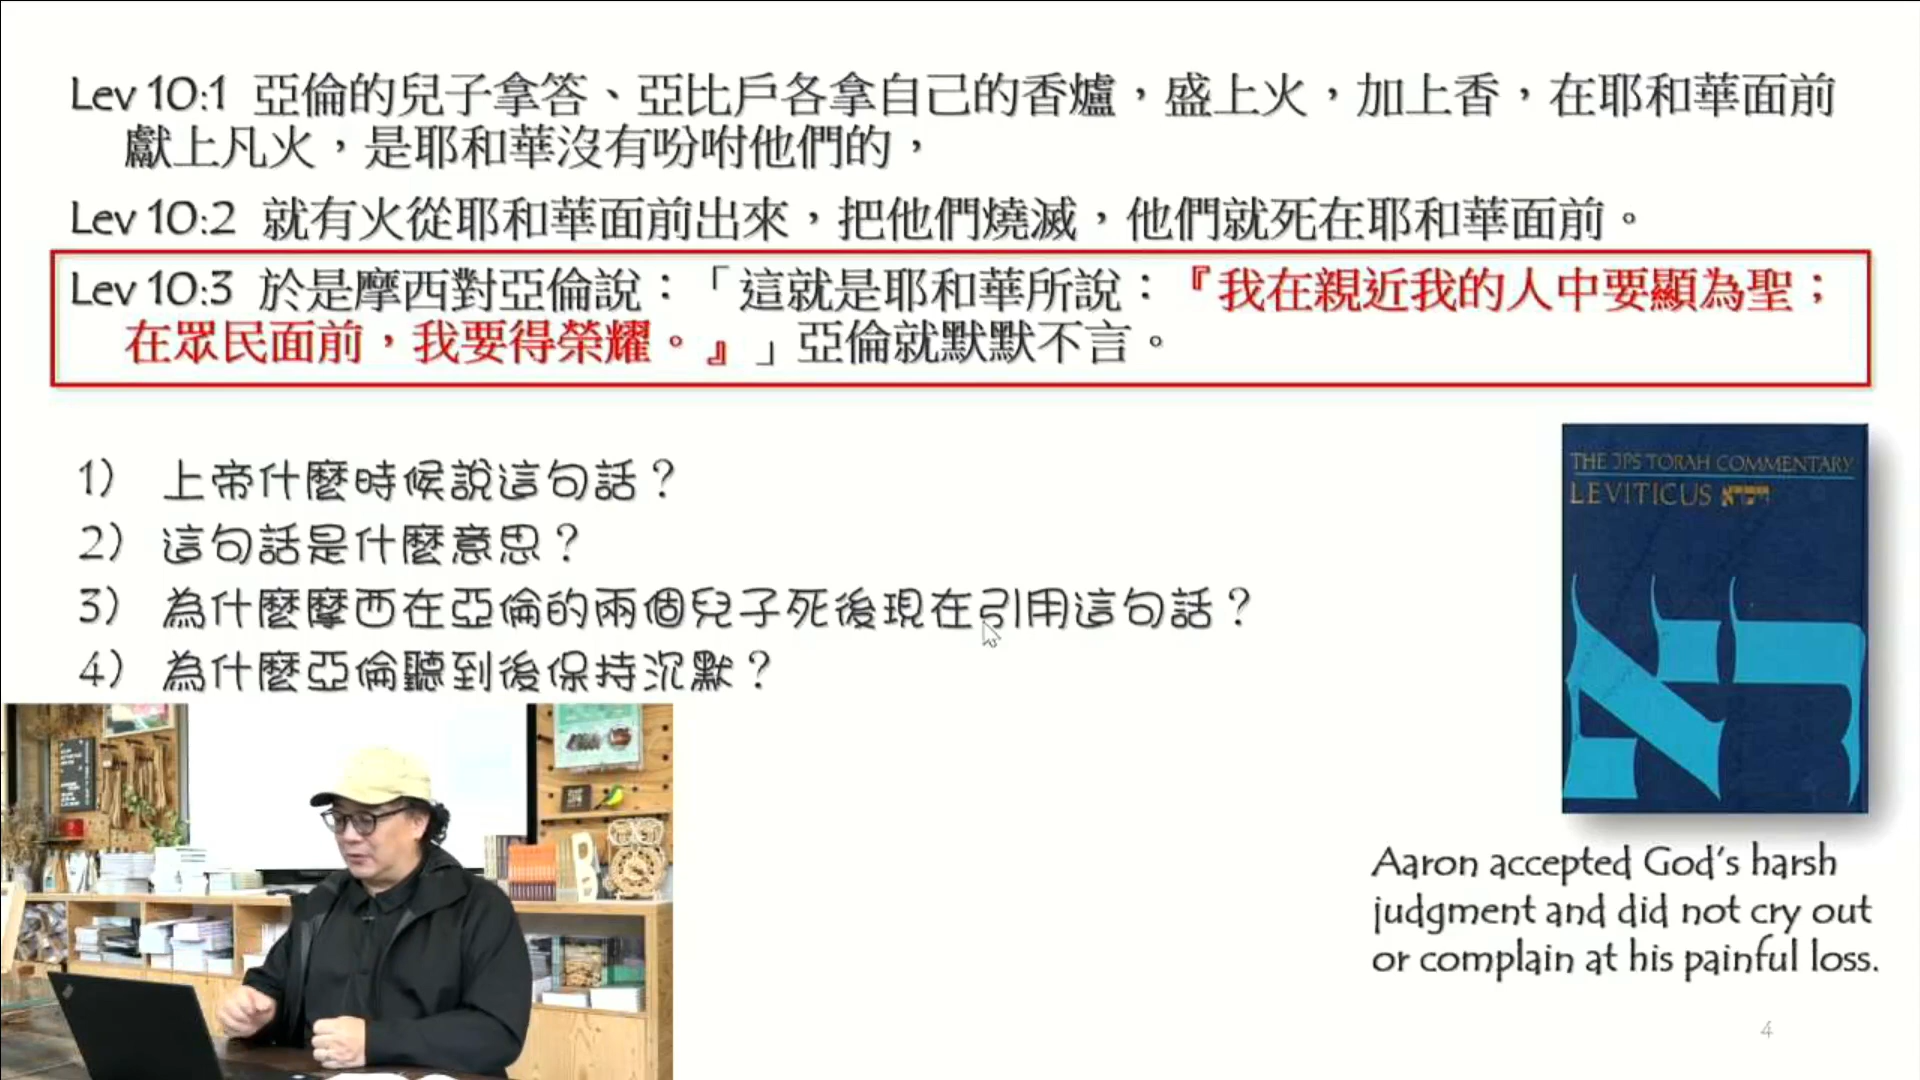 Lev 10:1 亞倫的兒子拿答、亞比戶各拿自己的香爐，盛上火，加上香，在耶和華面前
獻上凡火，是耶和華沒有吩咐他們的，
Lev 10:2 就有火從耶和華面前出來，把他們燒滅，他們就死在耶和華面前。
Lev 10:3 於是摩西對亞倫說：「這就是耶和華所說：『我在親近我的人中要顯為聖；
在眾民面前，我要得榮耀。』」亞倫就默默不言。
1) 上帝什麼時候說這句話？
2) 這句話是什麼意思？
3) 為什麼摩西在亞倫的兩個兒子死後現在引用這句話？
4) 為什麼亞倫聽到後保持沉默？
THE JPS TORAH COMMENTARY
LEVITICUS ויקרא
Aaron accepted God's harsh
judgment and did not cry out
or complain at his painful loss.
4